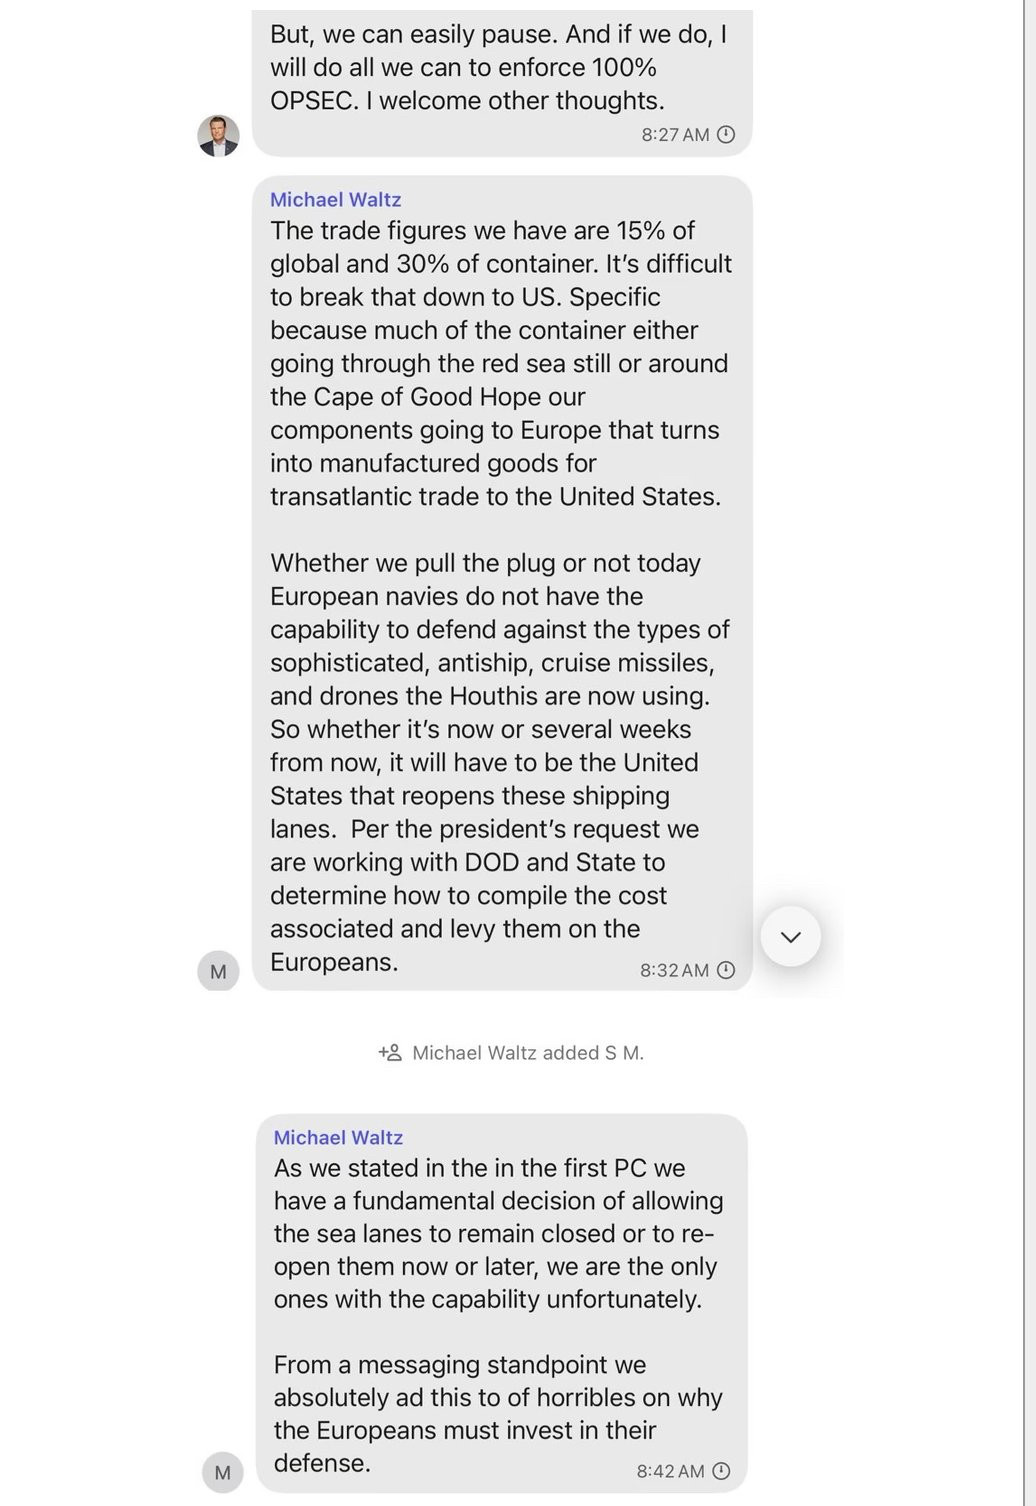 But, we can easily pause. And if we do, I
will do all we can to enforce 100%
OPSEC. I welcome other thoughts.
8:27 AM
Michael Waltz
The trade figures we have are 15% of
global and 30% of container. It's difficult
to break that down to US. Specific
because much of the container either
going through the red sea still or around
the Cape of Good Hope our
components going to Europe that turns
into manufactured goods for
transatlantic trade to the United States.
Whether we pull the plug or not today
European navies do not have the
capability to defend against the types of
sophisticated, antiship, cruise missiles,
and drones the Houthis are now using.
So whether it's now or several weeks
from now, it will have to be the United
States that reopens these shipping
lanes.  Per the president's request we
are working with DOD and State to
determine how to compile the cost
associated and levy them on the
Europeans.
M
8:32 AM
Michael Waltz added S M.
Michael Waltz
As we stated in the in the first PC we
have a fundamental decision of allowing
the sea lanes to remain closed or to re-
open them now or later, we are the only
ones with the capability unfortunately.
From a messaging standpoint we
absolutely ad this to of horribles on why
the Europeans must invest in their
defense.
M
8:42 AM